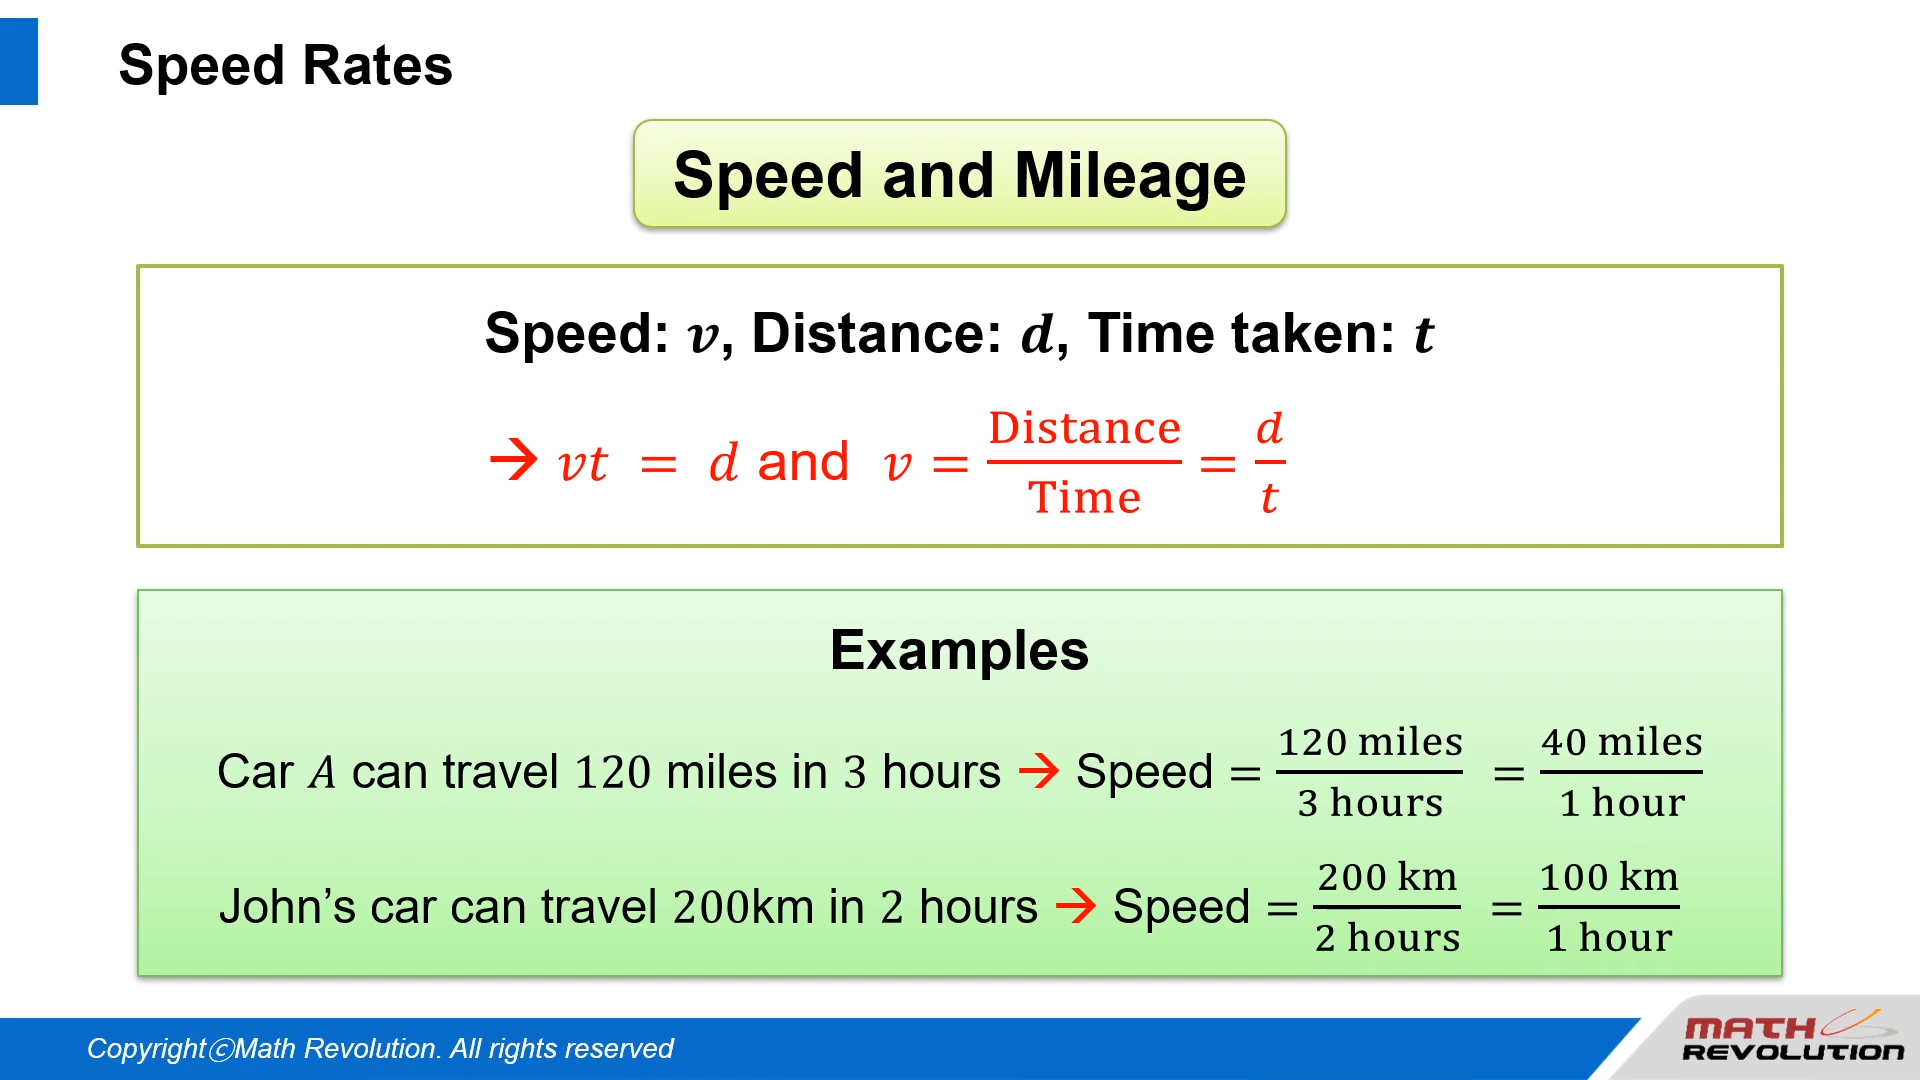 Speed Rates
Speed and Mileage
Speed: v, Distance: d, Time taken: t
→ vt = d and v = Distance/Time = d/t
Examples
Car A can travel 120 miles in 3 hours → Speed = 120 miles/3 hours = 40 miles/1 hour
John’s car can travel 200km in 2 hours → Speed = 200 km/2 hours = 100 km/1 hour
CopyrightⓒMath Revolution. All rights reserved
MATH
REVOLUTION